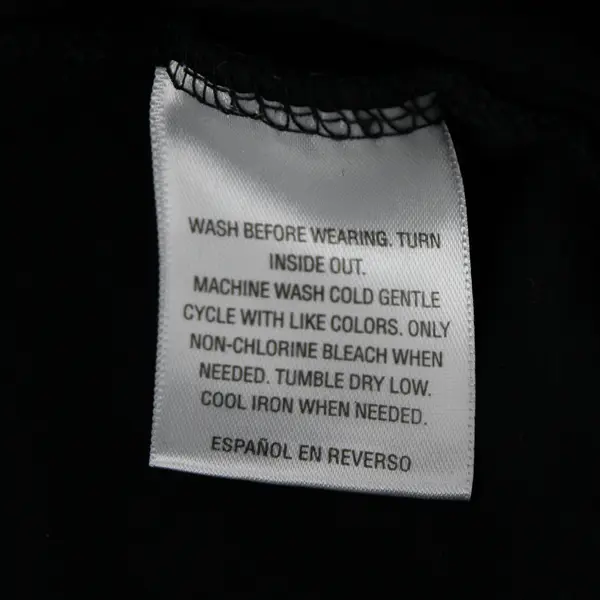 WASH BEFORE WEARING. TURN
INSIDE OUT.
MACHINE WASH COLD GENTLE
CYCLE WITH LIKE COLORS. ONLY
NON-CHLORINE BLEACH WHEN
NEEDED. TUMBLE DRY LOW.
COOL IRON WHEN NEEDED.
ESPAÑOL EN REVERSO